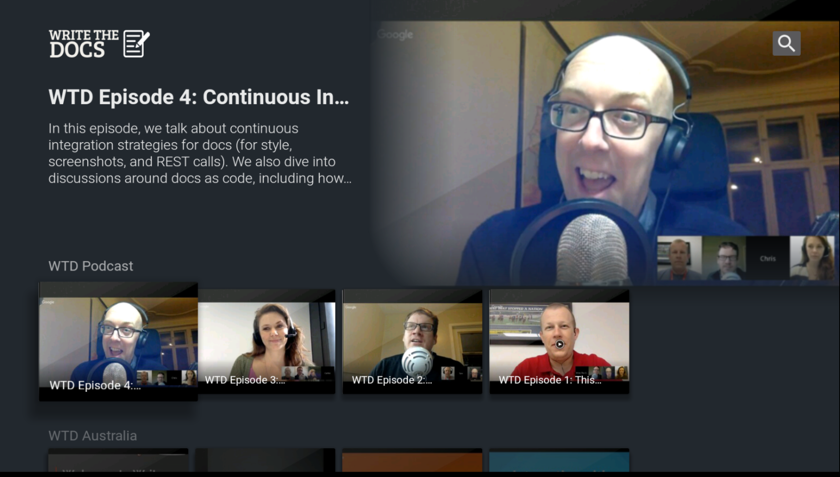 WRITE THE
DOCS
Google
WTD Episode 4: Continuous In...
In this episode, we talk about continuous
integration strategies for docs (for style,
screenshots, and REST calls). We also dive into
discussions around docs as code, including how...
Chris
WTD Podcast
WTD Episode 4:...
WTD Episode 3:...
WTD Episode 2:...
WTD Episode 1: This...
WTD Australia